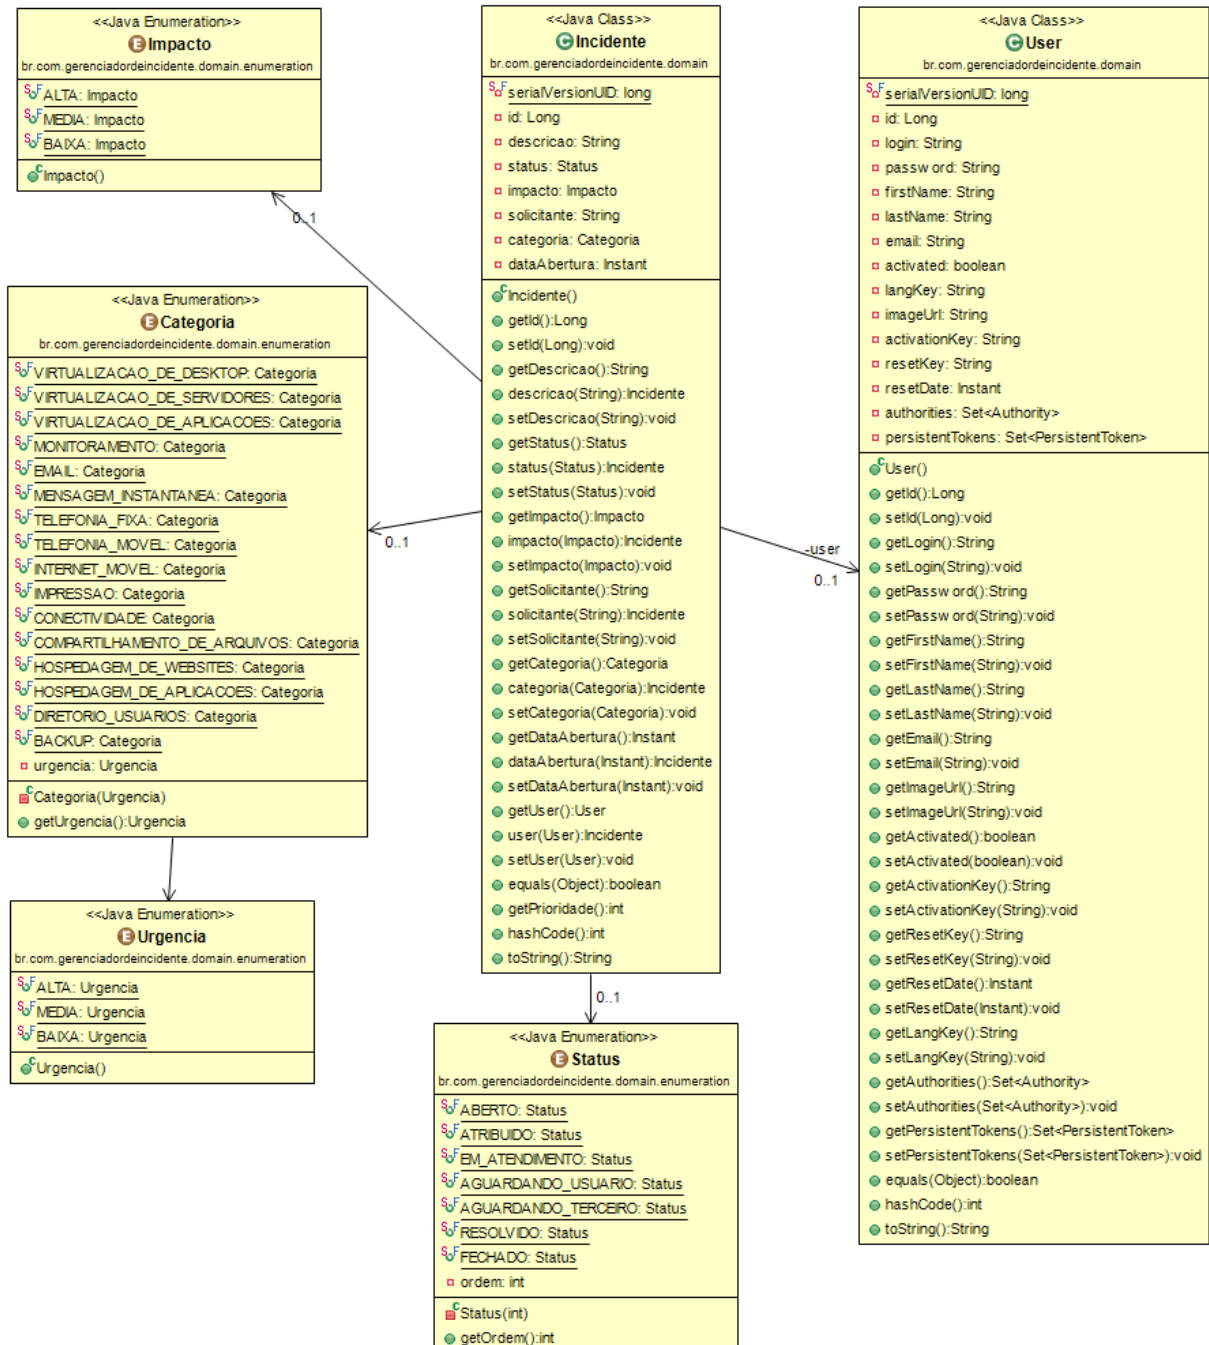 <<Java Enumeration>>
Impacto
br.com.gerenciadordeincidente.domain.enumeration
ALTA: Impacto
MEDIA: Impacto
BAIXA: Impacto
Impacto()
0..1
<<Java Enumeration>>
Categoria
br.com.gerenciadordeincidente.domain.enumeration
VIRTUALIZACAO_DE_DESKTOP: Categoria
VIRTUALIZACAO_DE_SERVIDORES: Categoria
VIRTUALIZACAO_DE_APLICACOES: Categoria
MONITORAMENTO: Categoria
EMAIL: Categoria
MENSAGEM_INSTANTANEA: Categoria
TELEFONIA_FIXA: Categoria
TELEFONIA_MOVEL: Categoria
INTERNET_MOVEL: Categoria
IMPRESSAO: Categoria
CONECTIVIDADE: Categoria
COMPARTILHAMENTO_DE_ARQUIVOS: Categoria
HOSPEDAGEM_DE_WEBSITES: Categoria
HOSPEDAGEM_DE_APLICACOES: Categoria
DIRETORIO_USUARIOS: Categoria
BACKUP: Categoria
urgencia: Urgencia
Categoria(Urgencia)
getUrgencia():Urgencia
0..1
<<Java Enumeration>>
Urgencia
br.com.gerenciadordeincidente.domain.enumeration
ALTA: Urgencia
MEDIA: Urgencia
BAIXA: Urgencia
Urgencia()
<<Java Class>>
Incidente
br.com.gerenciadordeincidente.domain
serialVersionUID: long
id: Long
descricao: String
status: Status
impacto: Impacto
solicitante: String
categoria: Categoria
dataAbertura: Instant
Incidente()
getId():Long
setId(Long):void
getDescricao():String
descricao(String):Incidente
setDescricao(String):void
getStatus():Status
status(Status):Incidente
setStatus(Status):void
getImpacto():Impacto
impacto(Impacto):Incidente
setImpacto(Impacto):void
getSolicitante():String
solicitante(String):Incidente
setSolicitante(String):void
getCategoria():Categoria
categoria(Categoria):Incidente
setCategoria(Categoria):void
getDataAbertura():Instant
dataAbertura(Instant):Incidente
setDataAbertura(Instant):void
getUser():User
user(User):Incidente
setUser(User):void
equals(Object):boolean
getPrioridade():int
hashCode():int
toString():String
0..1
<<Java Enumeration>>
Status
br.com.gerenciadordeincidente.domain.enumeration
ABERTO: Status
ATRIBUIDO: Status
EM_ATENDIMENTO: Status
AGUARDANDO_USUARIO: Status
AGUARDANDO_TERCEIRO: Status
RESOLVIDO: Status
FECHADO: Status
ordem: int
Status(int)
getOrdem():int
-user
0..1
<<Java Class>>
User
br.com.gerenciadordeincidente.domain
serialVersionUID: long
id: Long
login: String
password: String
firstName: String
lastName: String
email: String
activated: boolean
langKey: String
imageUrl: String
activationKey: String
resetKey: String
resetDate: Instant
authorities: Set<Authority>
persistentTokens: Set<PersistentToken>
User()
getId():Long
setId(Long):void
getLogin():String
setLogin(String):void
getPassword():String
setPassword(String):void
getFirstName():String
setFirstName(String):void
getLastName():String
setLastName(String):void
getEmail():String
setEmail(String):void
getImageUrl():String
setImageUrl(String):void
getActivated():boolean
setActivated(boolean):void
getActivationKey():String
setActivationKey(String):void
getResetKey():String
setResetKey(String):void
getResetDate():Instant
setResetDate(Instant):void
getLangKey():String
setLangKey(String):void
getAuthorities():Set<Authority>
setAuthorities(Set<Authority>):void
getPersistentTokens():Set<PersistentToken>
setPersistentTokens(Set<PersistentToken>):void
equals(Object):boolean
hashCode():int
toString():String